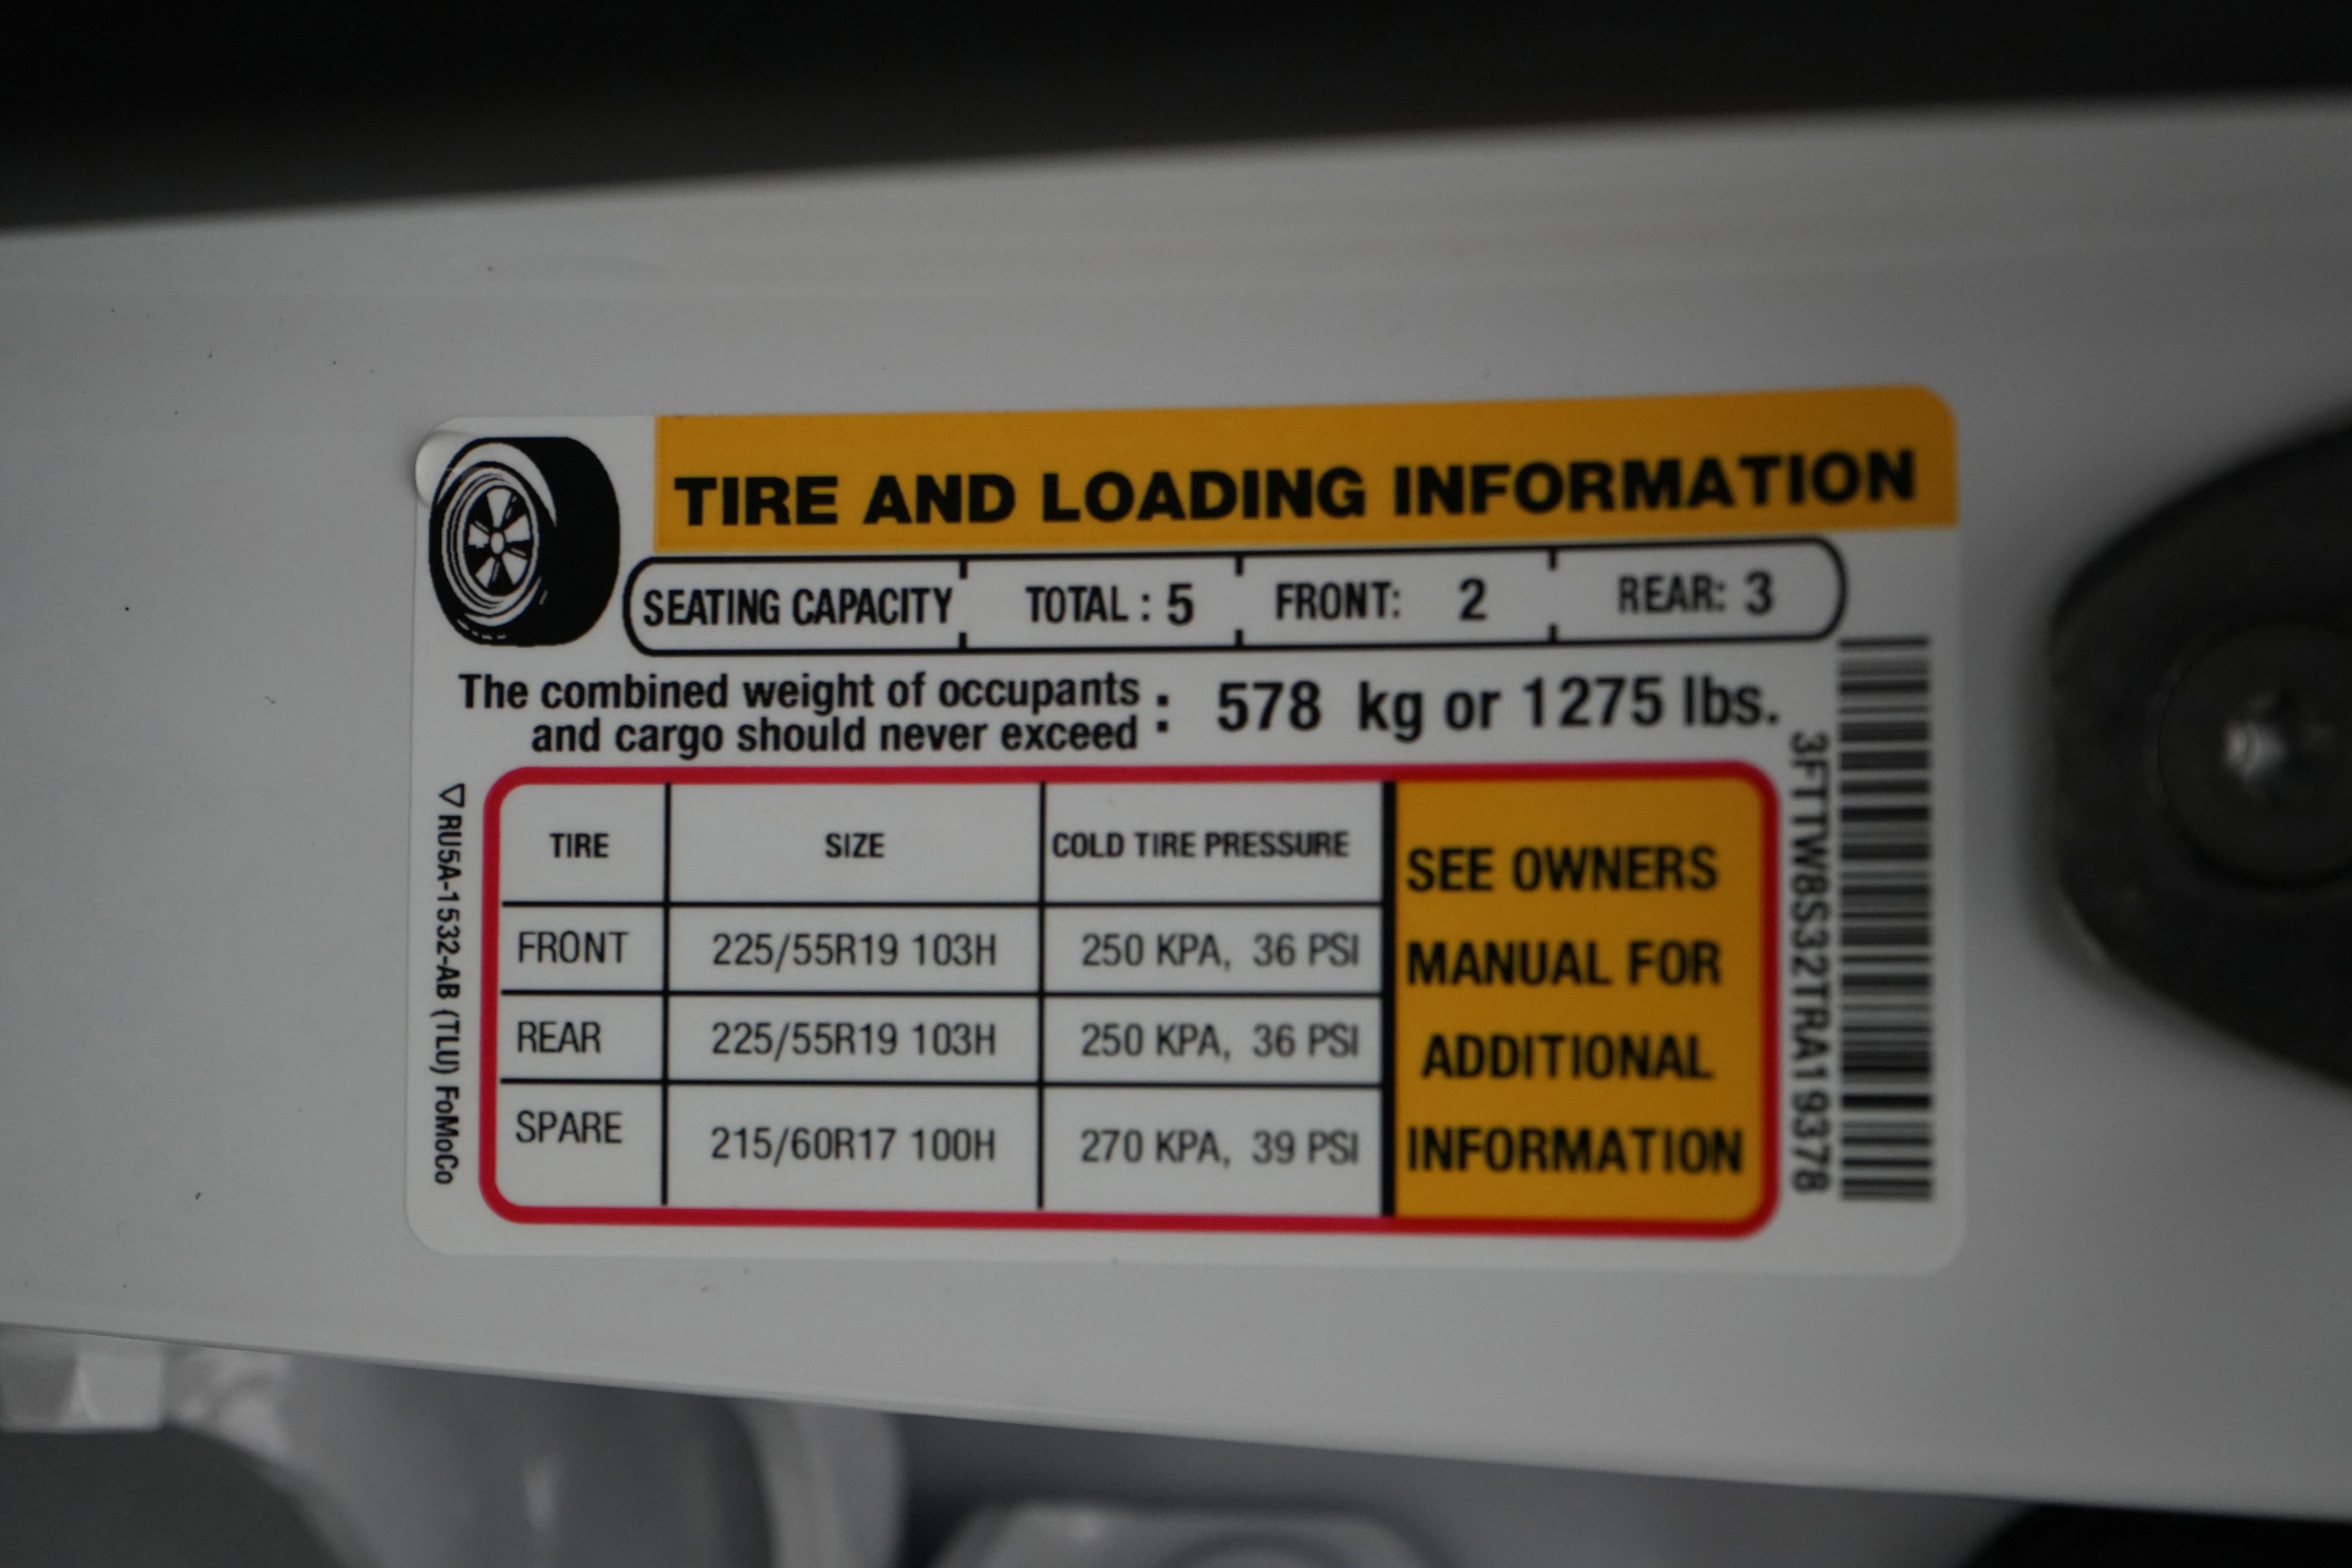 TIRE AND LOADING INFORMATION
SEATING CAPACITY TOTAL : 5 FRONT: 2 REAR: 3
The combined weight of occupants
and cargo should never exceed : 578 kg or 1275 lbs.
TIRE SIZE COLD TIRE PRESSURE
FRONT 225/55R19 103H 250 KPA, 36 PSI
REAR 225/55R19 103H 250 KPA, 36 PSI
SPARE 215/60R17 100H 270 KPA, 39 PSI
SEE OWNERS
MANUAL FOR
ADDITIONAL
INFORMATION
3FTTW8S32TRA19378
RU5A-1532-AB (TLU) FoMoCo